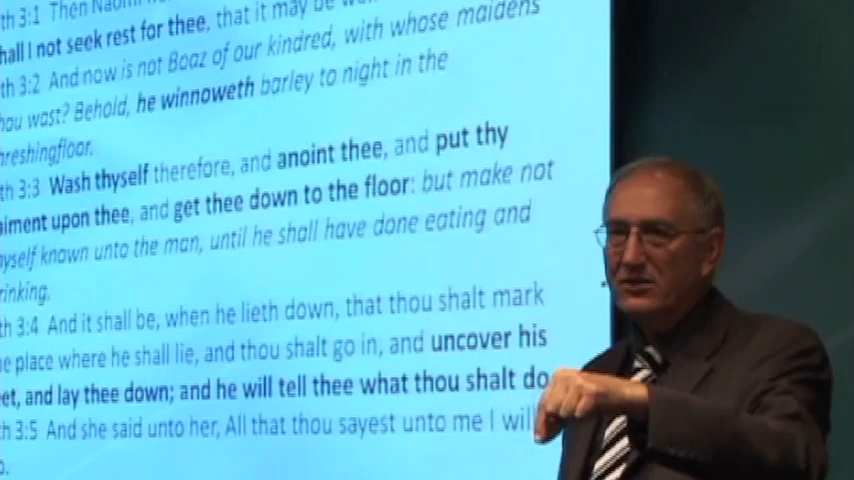 th 3:1 Then Naomi
hall I not seek rest for thee, that it may be
th 3:2 And now is not Boaz of our kindred, with whose maidens
hou wast? Behold, he winnoweth barley to night in the
hreshingfloor.
th 3:3 Wash thyself therefore, and anoint thee, and put thy
aiment upon thee, and get thee down to the floor: but make not
hyself known unto the man, until he shall have done eating and
rinking.
th 3:4 And it shall be, when he lieth down, that thou shalt mark
he place where he shall lie, and thou shalt go in, and uncover his
et, and lay thee down; and he will tell thee what thou shalt do
th 3:5 And she said unto her, All that thou sayest unto me I will
o.